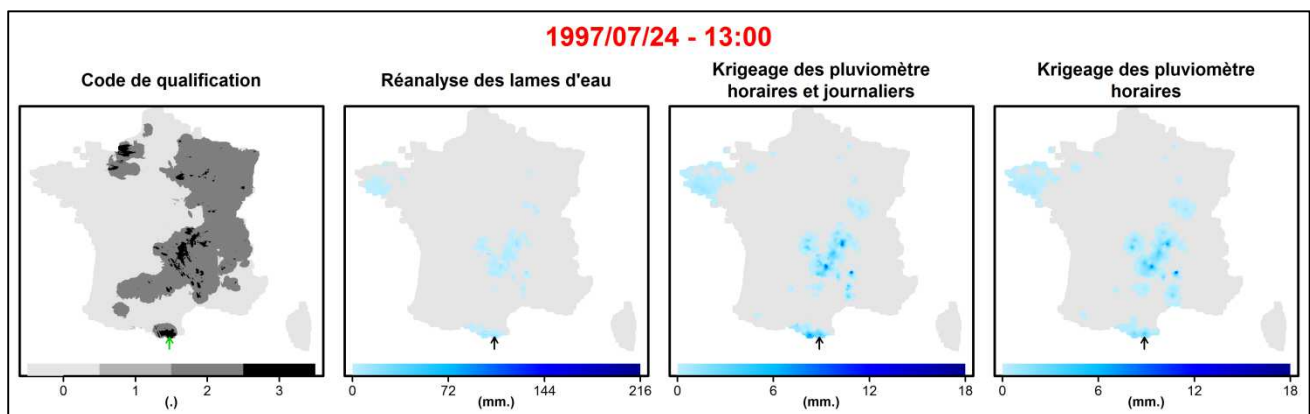 1997/07/24 - 13:00
Code de qualification
Réanalyse des lames d'eau
Krigeage des pluviomètre
horaires et journaliers
Krigeage des pluviomètre
horaires
0 1 2 3
(.)
0 72 144 216
(mm.)
0 6 12 18
(mm.)
0 6 12 18
(mm.)